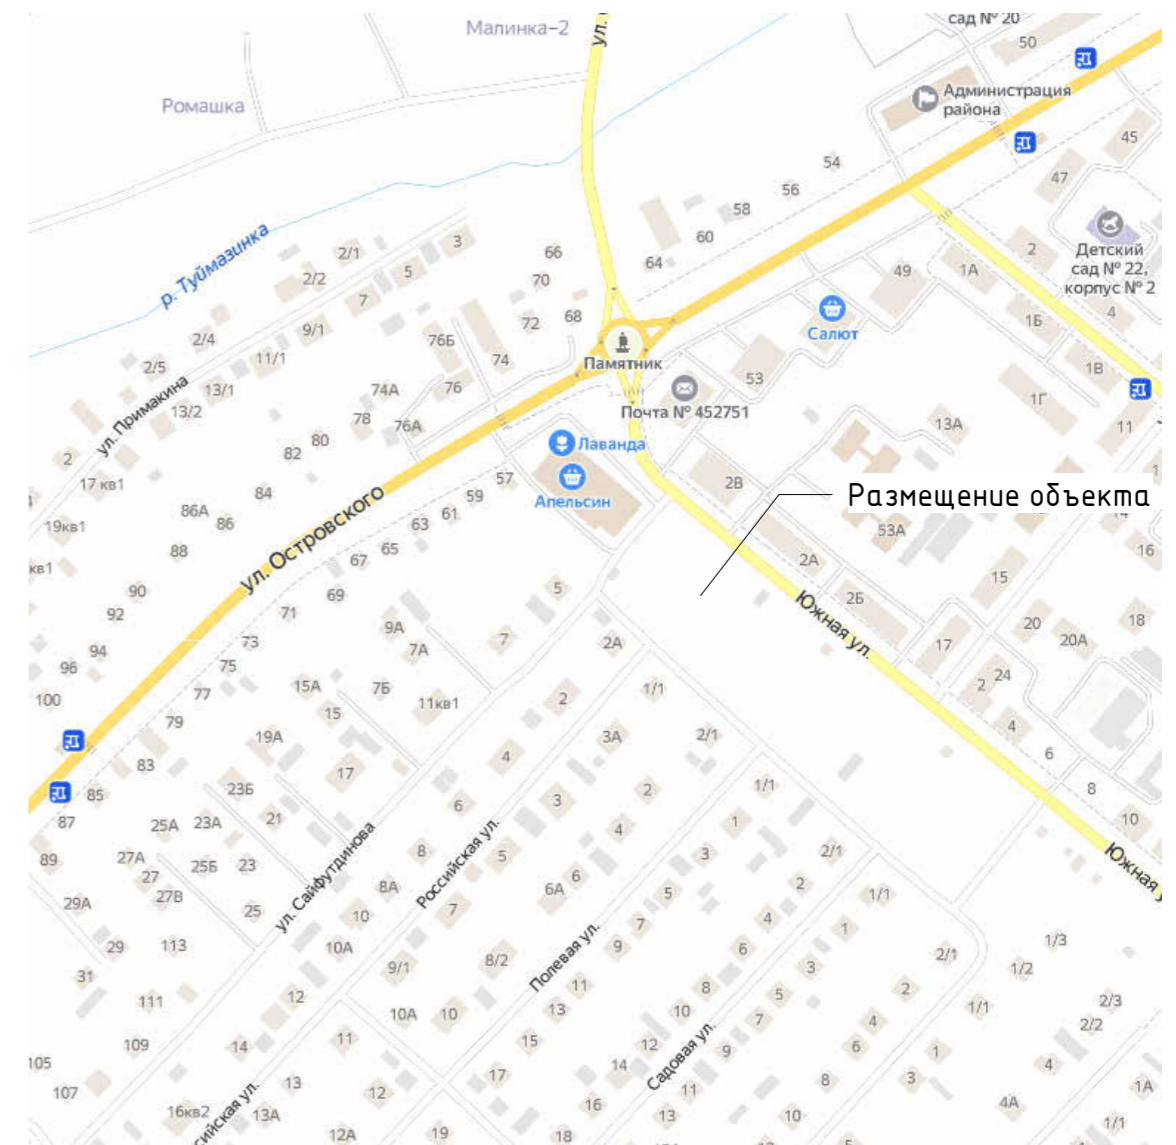 сад № 20
Малинка-2
50
Ромашка
Администрация
района
45
54
47
56
58
60
р. Туймазинка
66
64
2/1
3
2/2
5
7
70
68
72
49
1А
2
Детский
сад № 22,
корпус № 2
4
1Б
Салют
9/1
2/4
2/5
11/1
13/1
13/2
76Б
74
Памятник
74А
76
53
1В
Почта № 452751
1Г
ул. Примакина
78
76А
13А
11
80
82
2
Лаванда
57
Апельсин
2В
17 кв1
84
59
Размещение объекта
86А
86
61
63
19кв1
ул. Островского
53А
88
65
67
2А
16
кв1
90
69
5
15
2Б
92
71
Южная ул.
18
9А
20
73
7
2А
7А
17
20А
94
96
75
24
2
77
15А
7Б
1/1
100
11кв1
2
15
79
4
19А
3А
2/1
6
83
4
17
1/1
85
23Б
2
8
87
3
6
21
25А
23А
1
10
4
ул. Сайфутдинова
Российская ул.
89
27А
8
5
3
2/1
Южная
27
25Б
23
8А
6
6А
5
2
1/1
29А
27В
25
10
7
4
29
113
10А
7
1
Полевая ул.
9
6
2/1
1/3
31
9/1
8/2
3
1/2
111
12
11
8
5
2
1/1
2/3
10А
10
13
10
7
4
2/2
109
14
11
15
12
9
6
1
105
Садовая ул.
14
4
107
13
17
11
8
3
1А
12
16
4А
16кв2
13А
13
10
1/1
12А
19
18